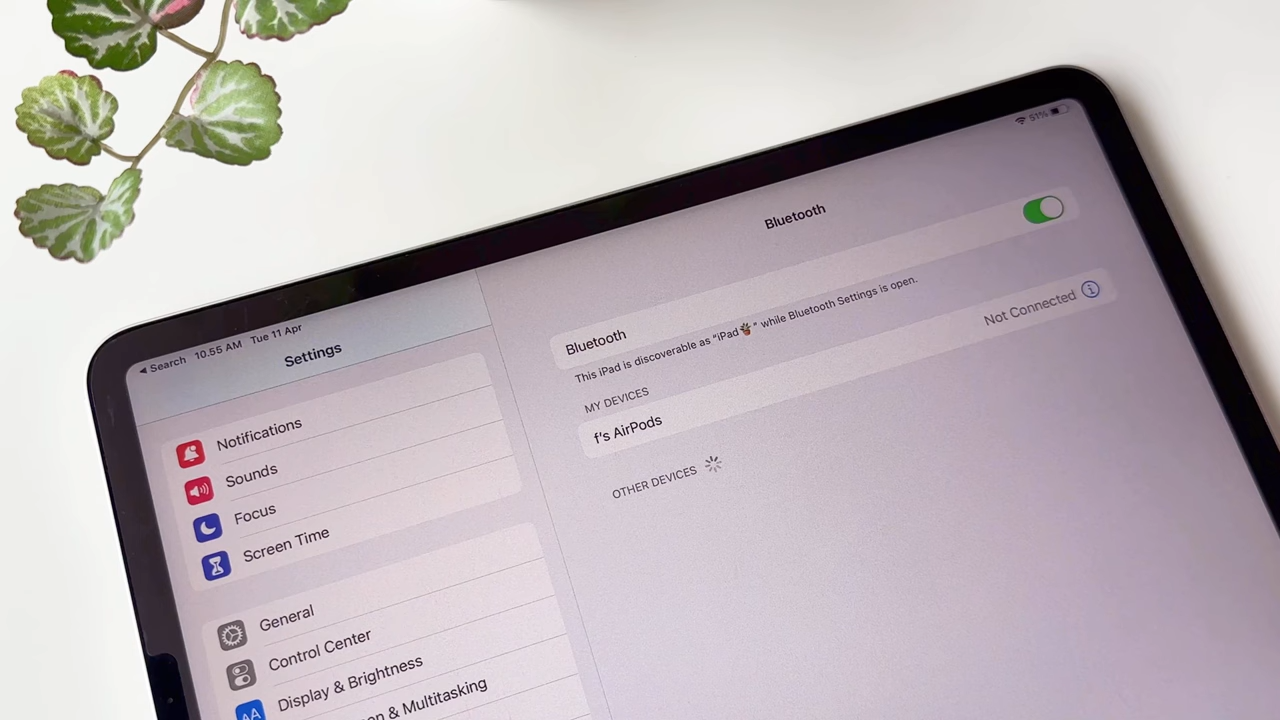 ◀ Search 10.55 AM Tue 11 Apr
51%
Settings
Notifications
Sounds
Focus
Screen Time
General
Control Center
AA Display & Brightness
& Multitasking
Bluetooth
Bluetooth
This iPad is discoverable as “iPad🪴” while Bluetooth Settings is open.
MY DEVICES
f's AirPods Not Connected i
OTHER DEVICES